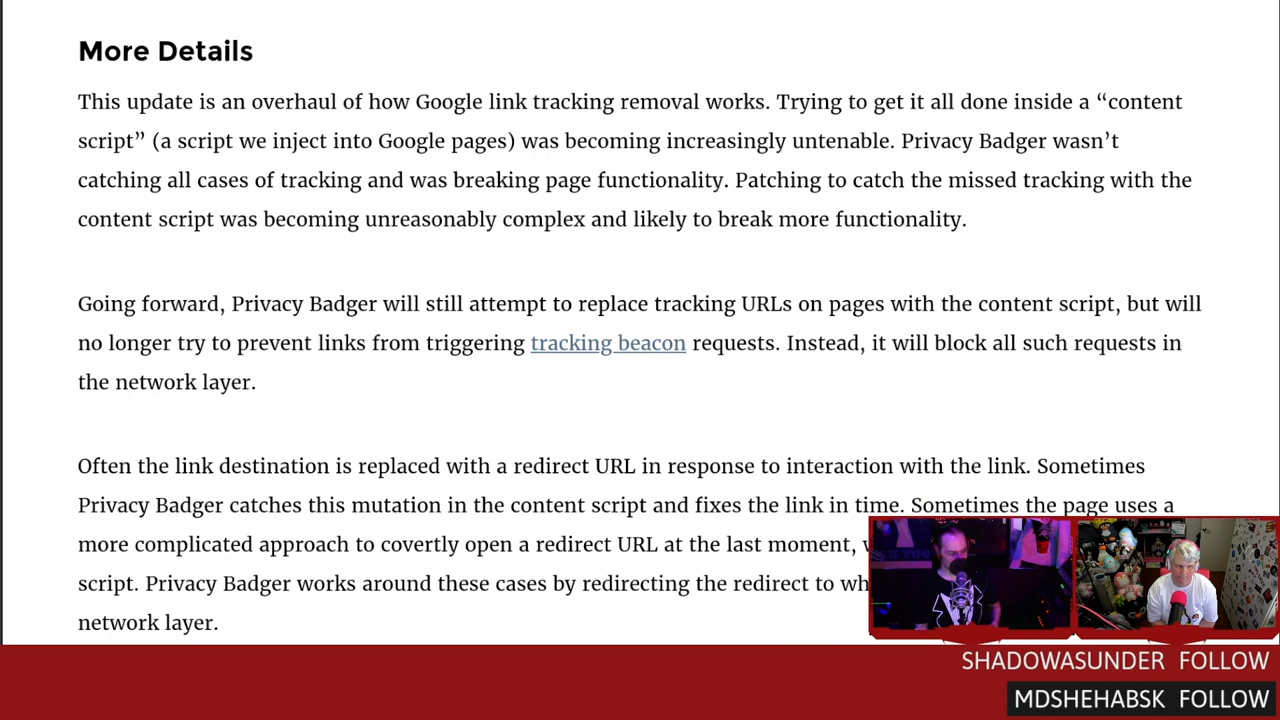 More Details
This update is an overhaul of how Google link tracking removal works. Trying to get it all done inside a “content
script” (a script we inject into Google pages) was becoming increasingly untenable. Privacy Badger wasn’t
catching all cases of tracking and was breaking page functionality. Patching to catch the missed tracking with the
content script was becoming unreasonably complex and likely to break more functionality.
Going forward, Privacy Badger will still attempt to replace tracking URLs on pages with the content script, but will
no longer try to prevent links from triggering tracking beacon requests. Instead, it will block all such requests in
the network layer.
Often the link destination is replaced with a redirect URL in response to interaction with the link. Sometimes
Privacy Badger catches this mutation in the content script and fixes the link in time. Sometimes the page uses a
more complicated approach to covertly open a redirect URL at the last moment,
script. Privacy Badger works around these cases by redirecting the redirect to
network layer.
SHADOWASUNDER FOLLOW
MDSHEHABSK FOLLOW